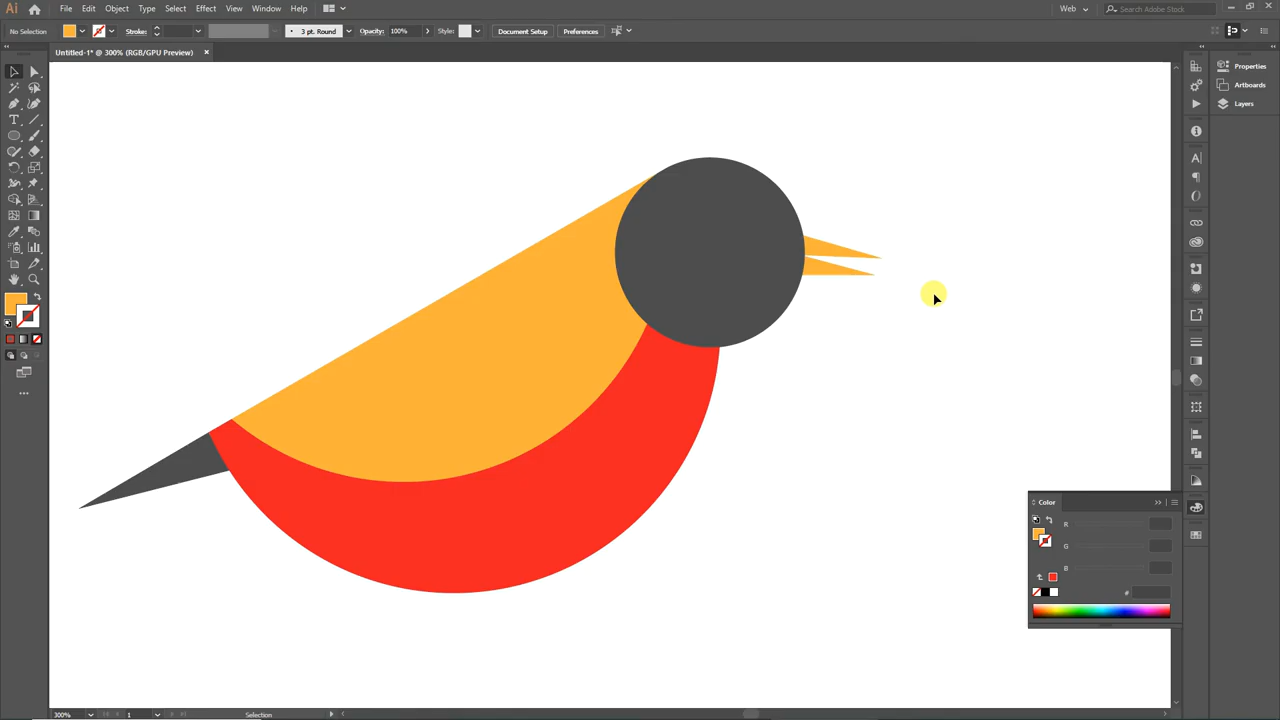 Ai File Edit Object Type Select Effect View Window Help Web Search Adobe Stock
No Selection Stroke: 3 pt. Round Opacity: 100% Style: Document Setup Preferences
Untitled-1* @ 300% (RGB/GPU Preview) ×
Properties
Artboards
Layers
Color
R
G
B
#
300% 1 Selection